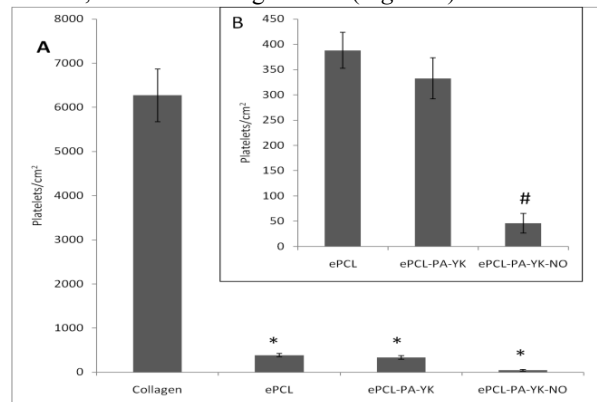 A
8000
7000
6000
5000
4000
3000
2000
1000
0
Platelets/cm²
Collagen
ePCL
ePCL-PA-YK
ePCL-PA-YK-NO
*
*
*
B
450
400
350
300
250
200
150
100
50
0
Platelets/cm²
#
ePCL
ePCL-PA-YK
ePCL-PA-YK-NO